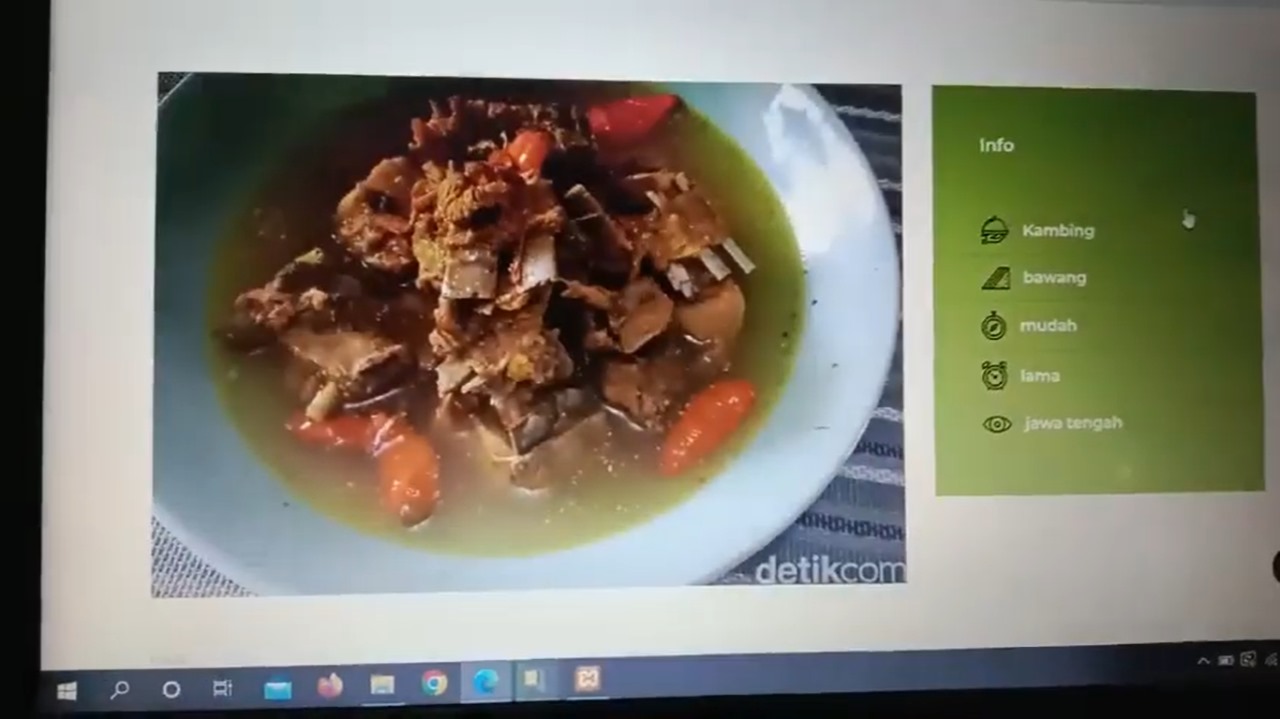 Info
Kambing
bawang
mudah
lama
jawa tengah
detikcom